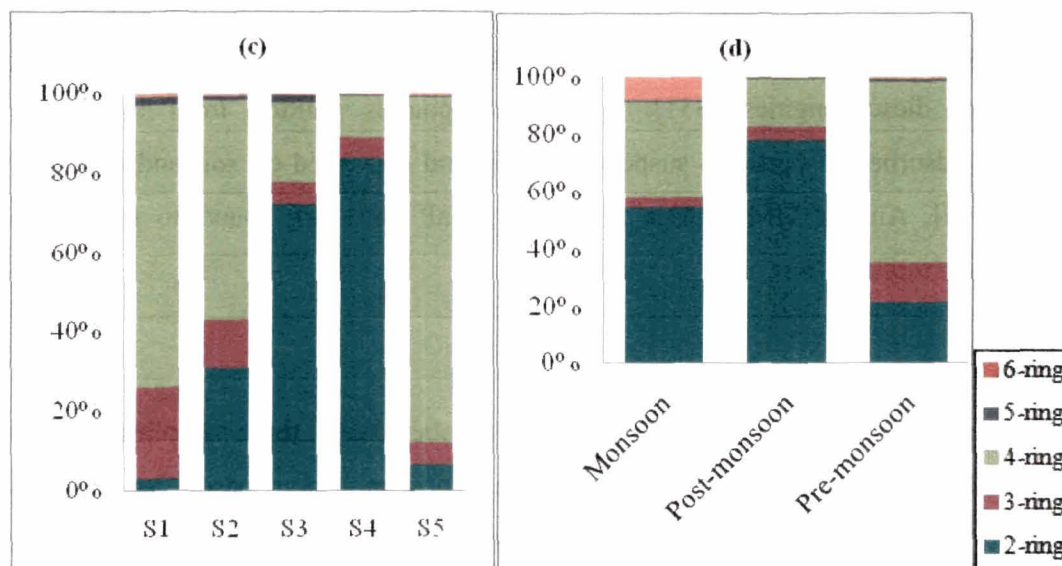 (c)
100%
80%
60%
40%
20%
0%
S1 S2 S3 S4 S5
(d)
100%
80%
60%
40%
20%
0%
Monsoon
Post-monsoon
Pre-monsoon
6-ring
5-ring
4-ring
3-ring
2-ring